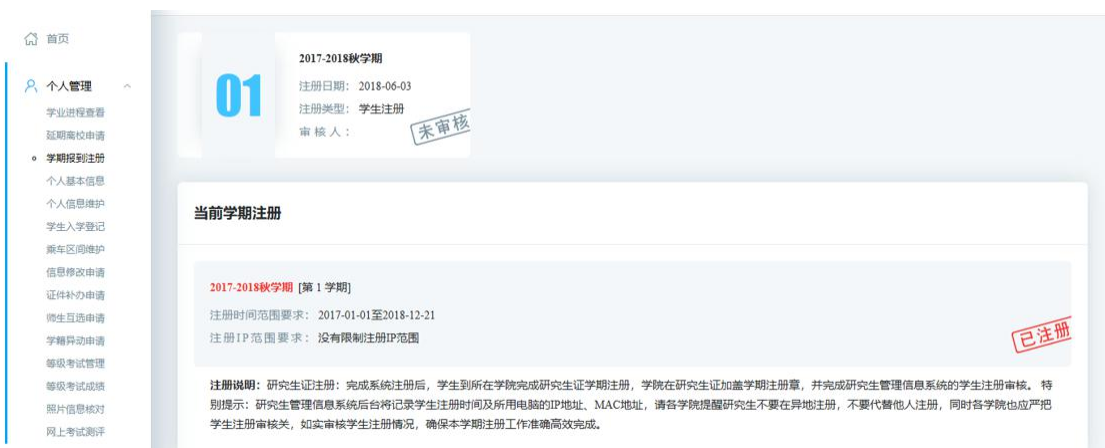 首页
个人管理
学业进程查看
延期离校申请
学期报到注册
个人基本信息
个人信息维护
学生入学登记
乘车区间维护
信息修改申请
证件补办申请
师生互选申请
学籍异动申请
等级考试管理
等级考试成绩
照片信息核对
网上考试测评
01
2017-2018秋学期
注册日期： 2018-06-03
注册类型： 学生注册
审 核 人 ：
未审核
当前学期注册
2017-2018秋学期 [第 1 学期]
注册时间范围要求： 2017-01-01至2018-12-21
注册IP范围要求： 没有限制注册IP范围
已注册
注册说明：研究生证注册：完成系统注册后，学生到所在学院完成研究生证学期注册，学院在研究生证加盖学期注册章，并完成研究生管理信息系统的学生注册审核。 特
别提示：研究生管理信息系统后台将记录学生注册时间及所用电脑的IP地址、MAC地址，请各学院提醒研究生不要在异地注册，不要代替他人注册，同时各学院也应严把
学生注册审核关，如实审核学生注册情况，确保本学期注册工作准确高效完成。